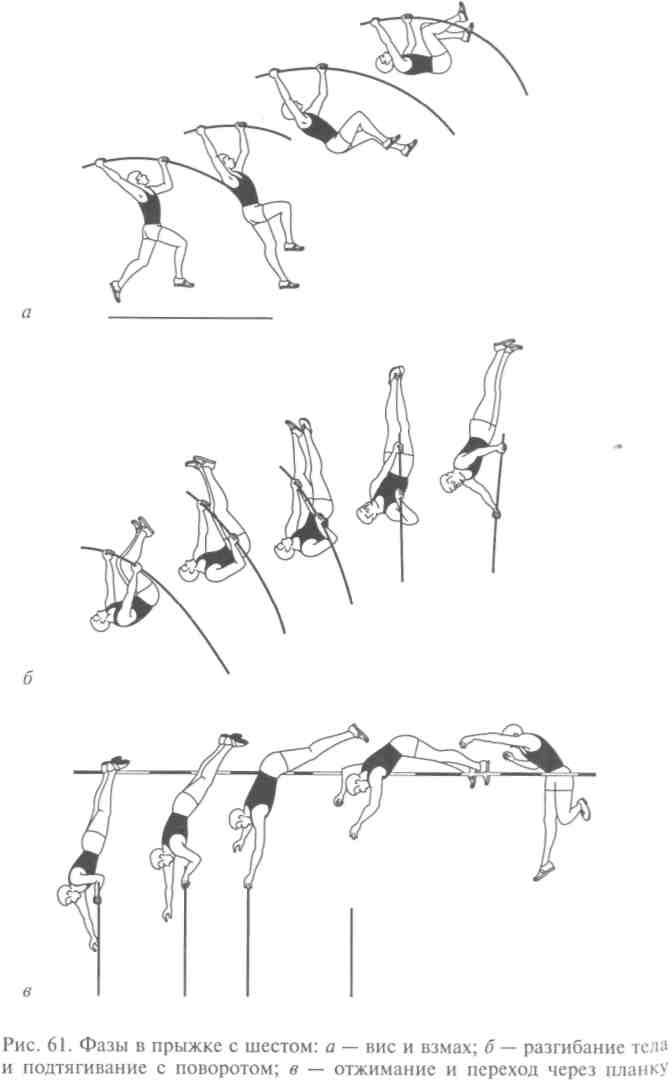 а
б
в
Рис. 61. Фазы в прыжке с шестом: а — вис и взмах; б — разгибание тела
и подтягивание с поворотом; в — отжимание и переход через планку